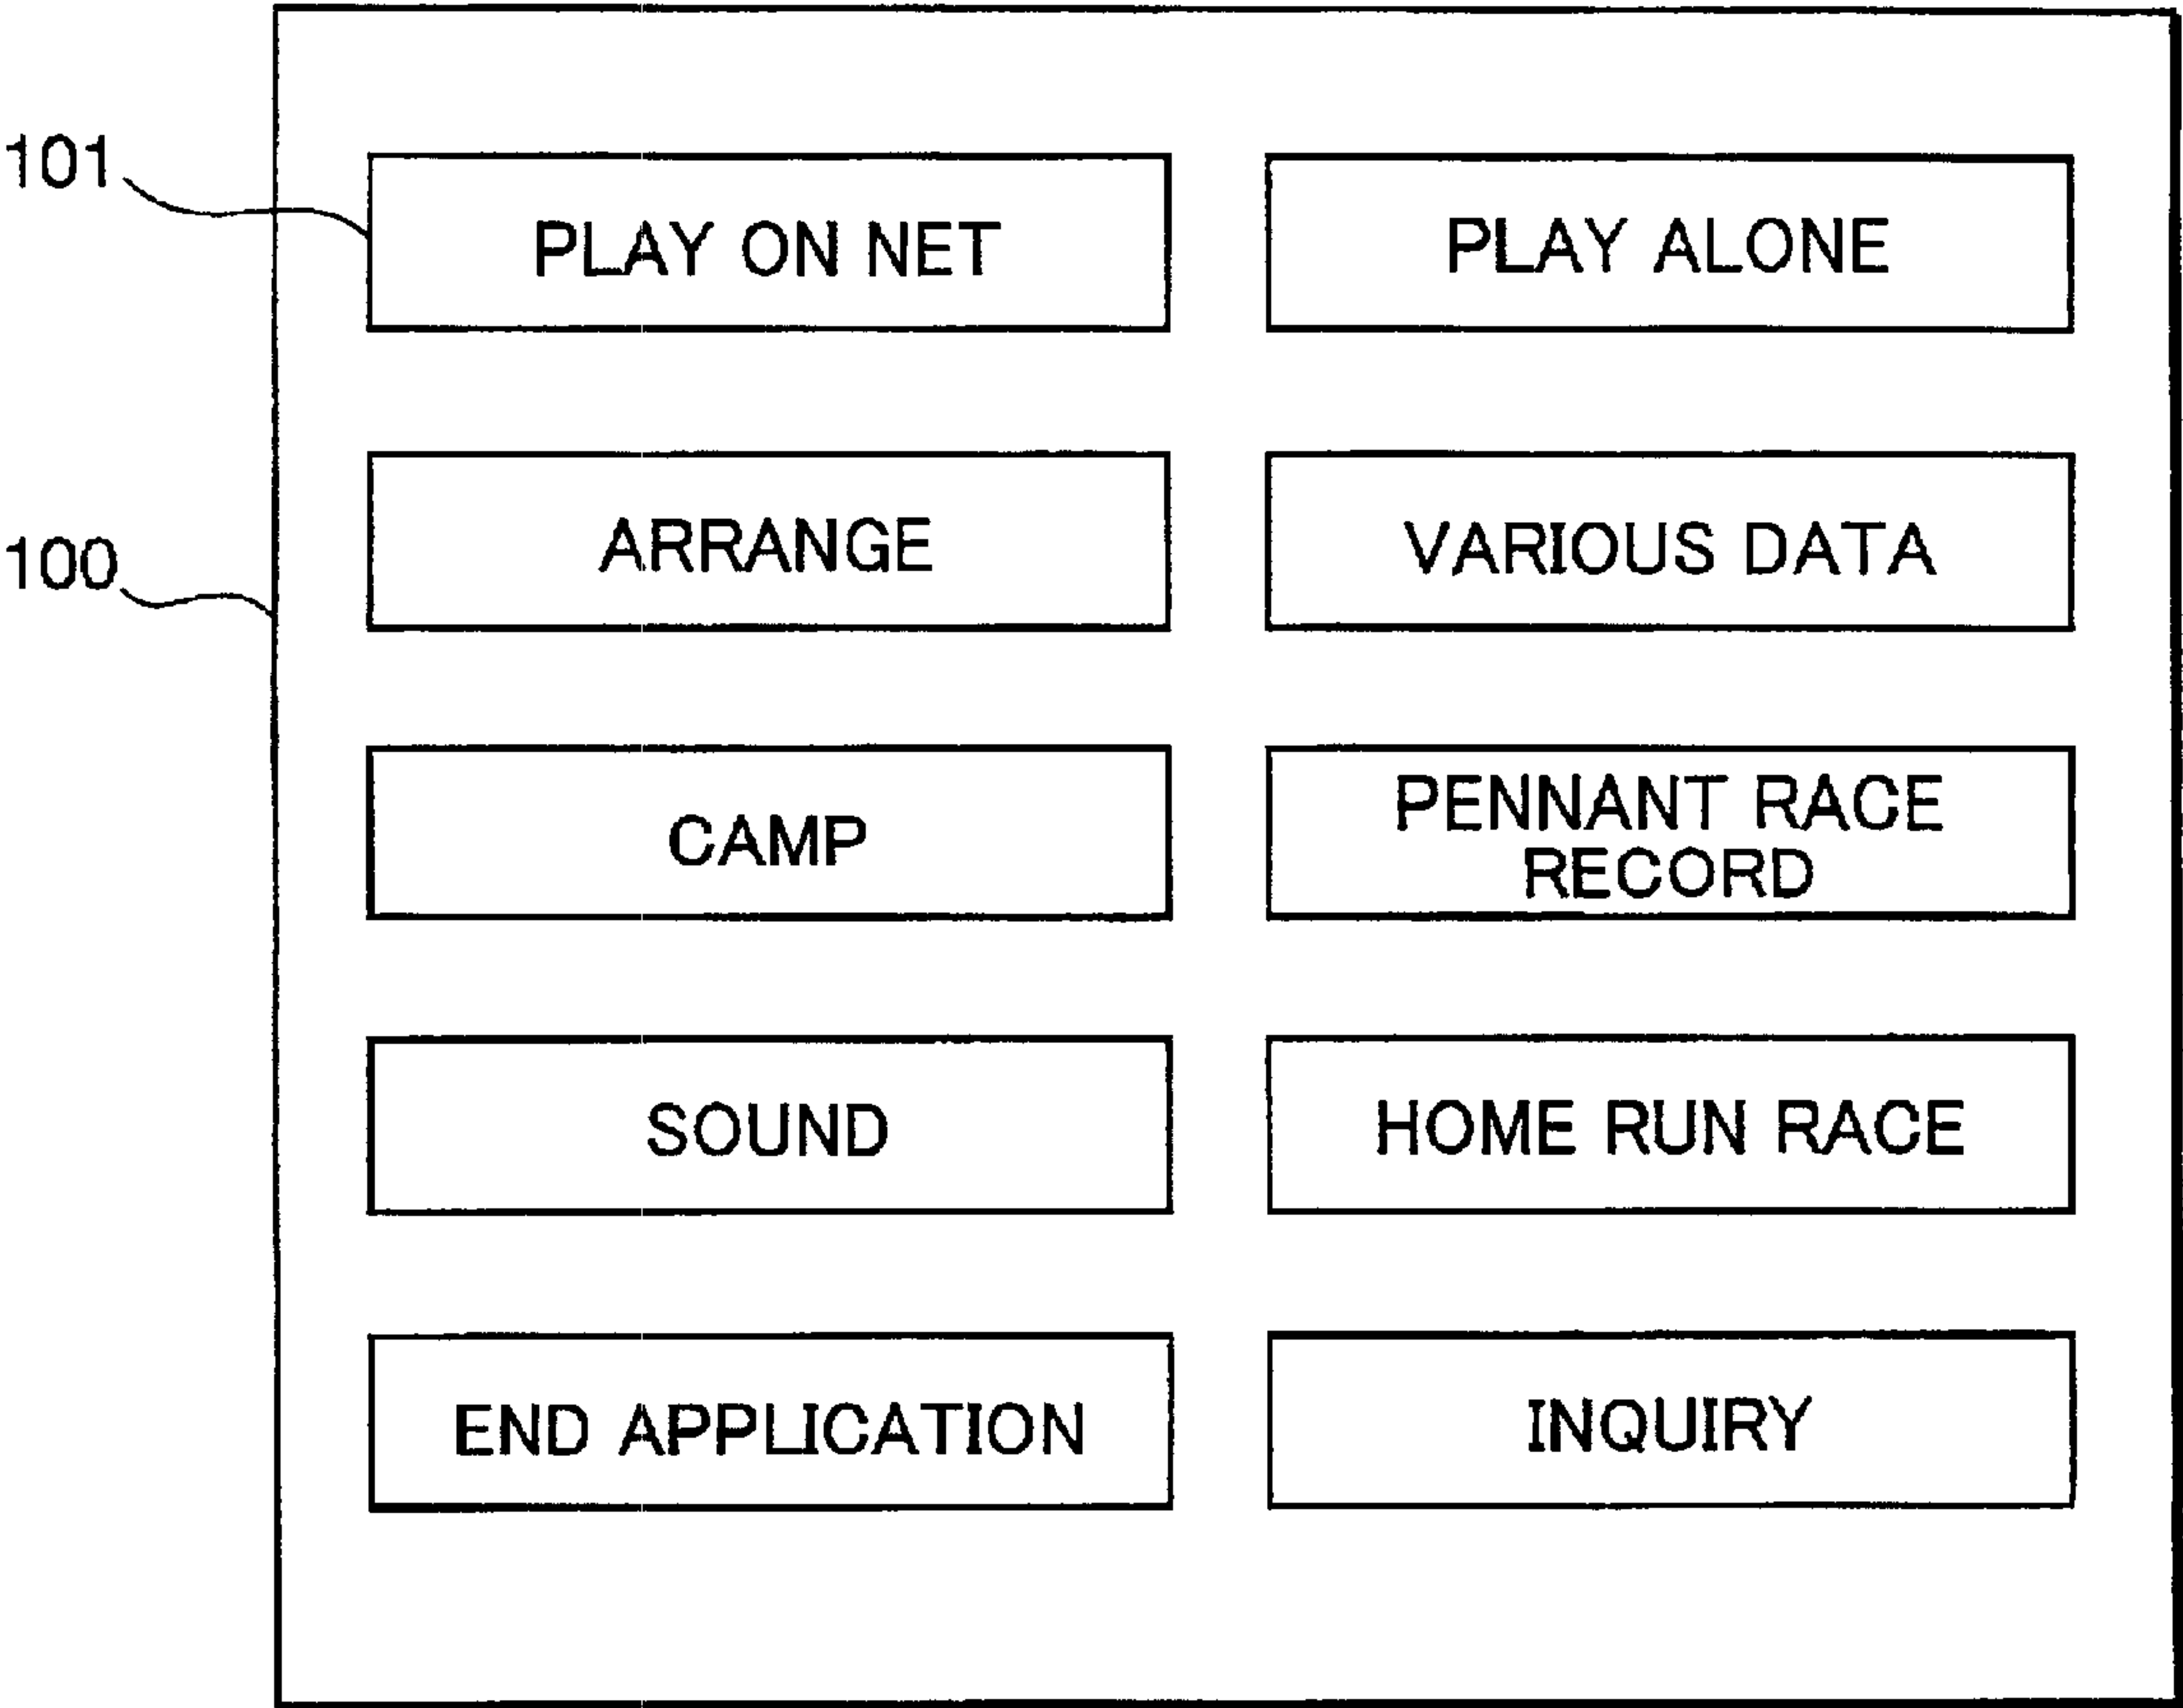 101
PLAY ON NET
PLAY ALONE
100
ARRANGE
VARIOUS DATA
CAMP
PENNANT RACE
RECORD
SOUND
HOME RUN RACE
END APPLICATION
INQUIRY